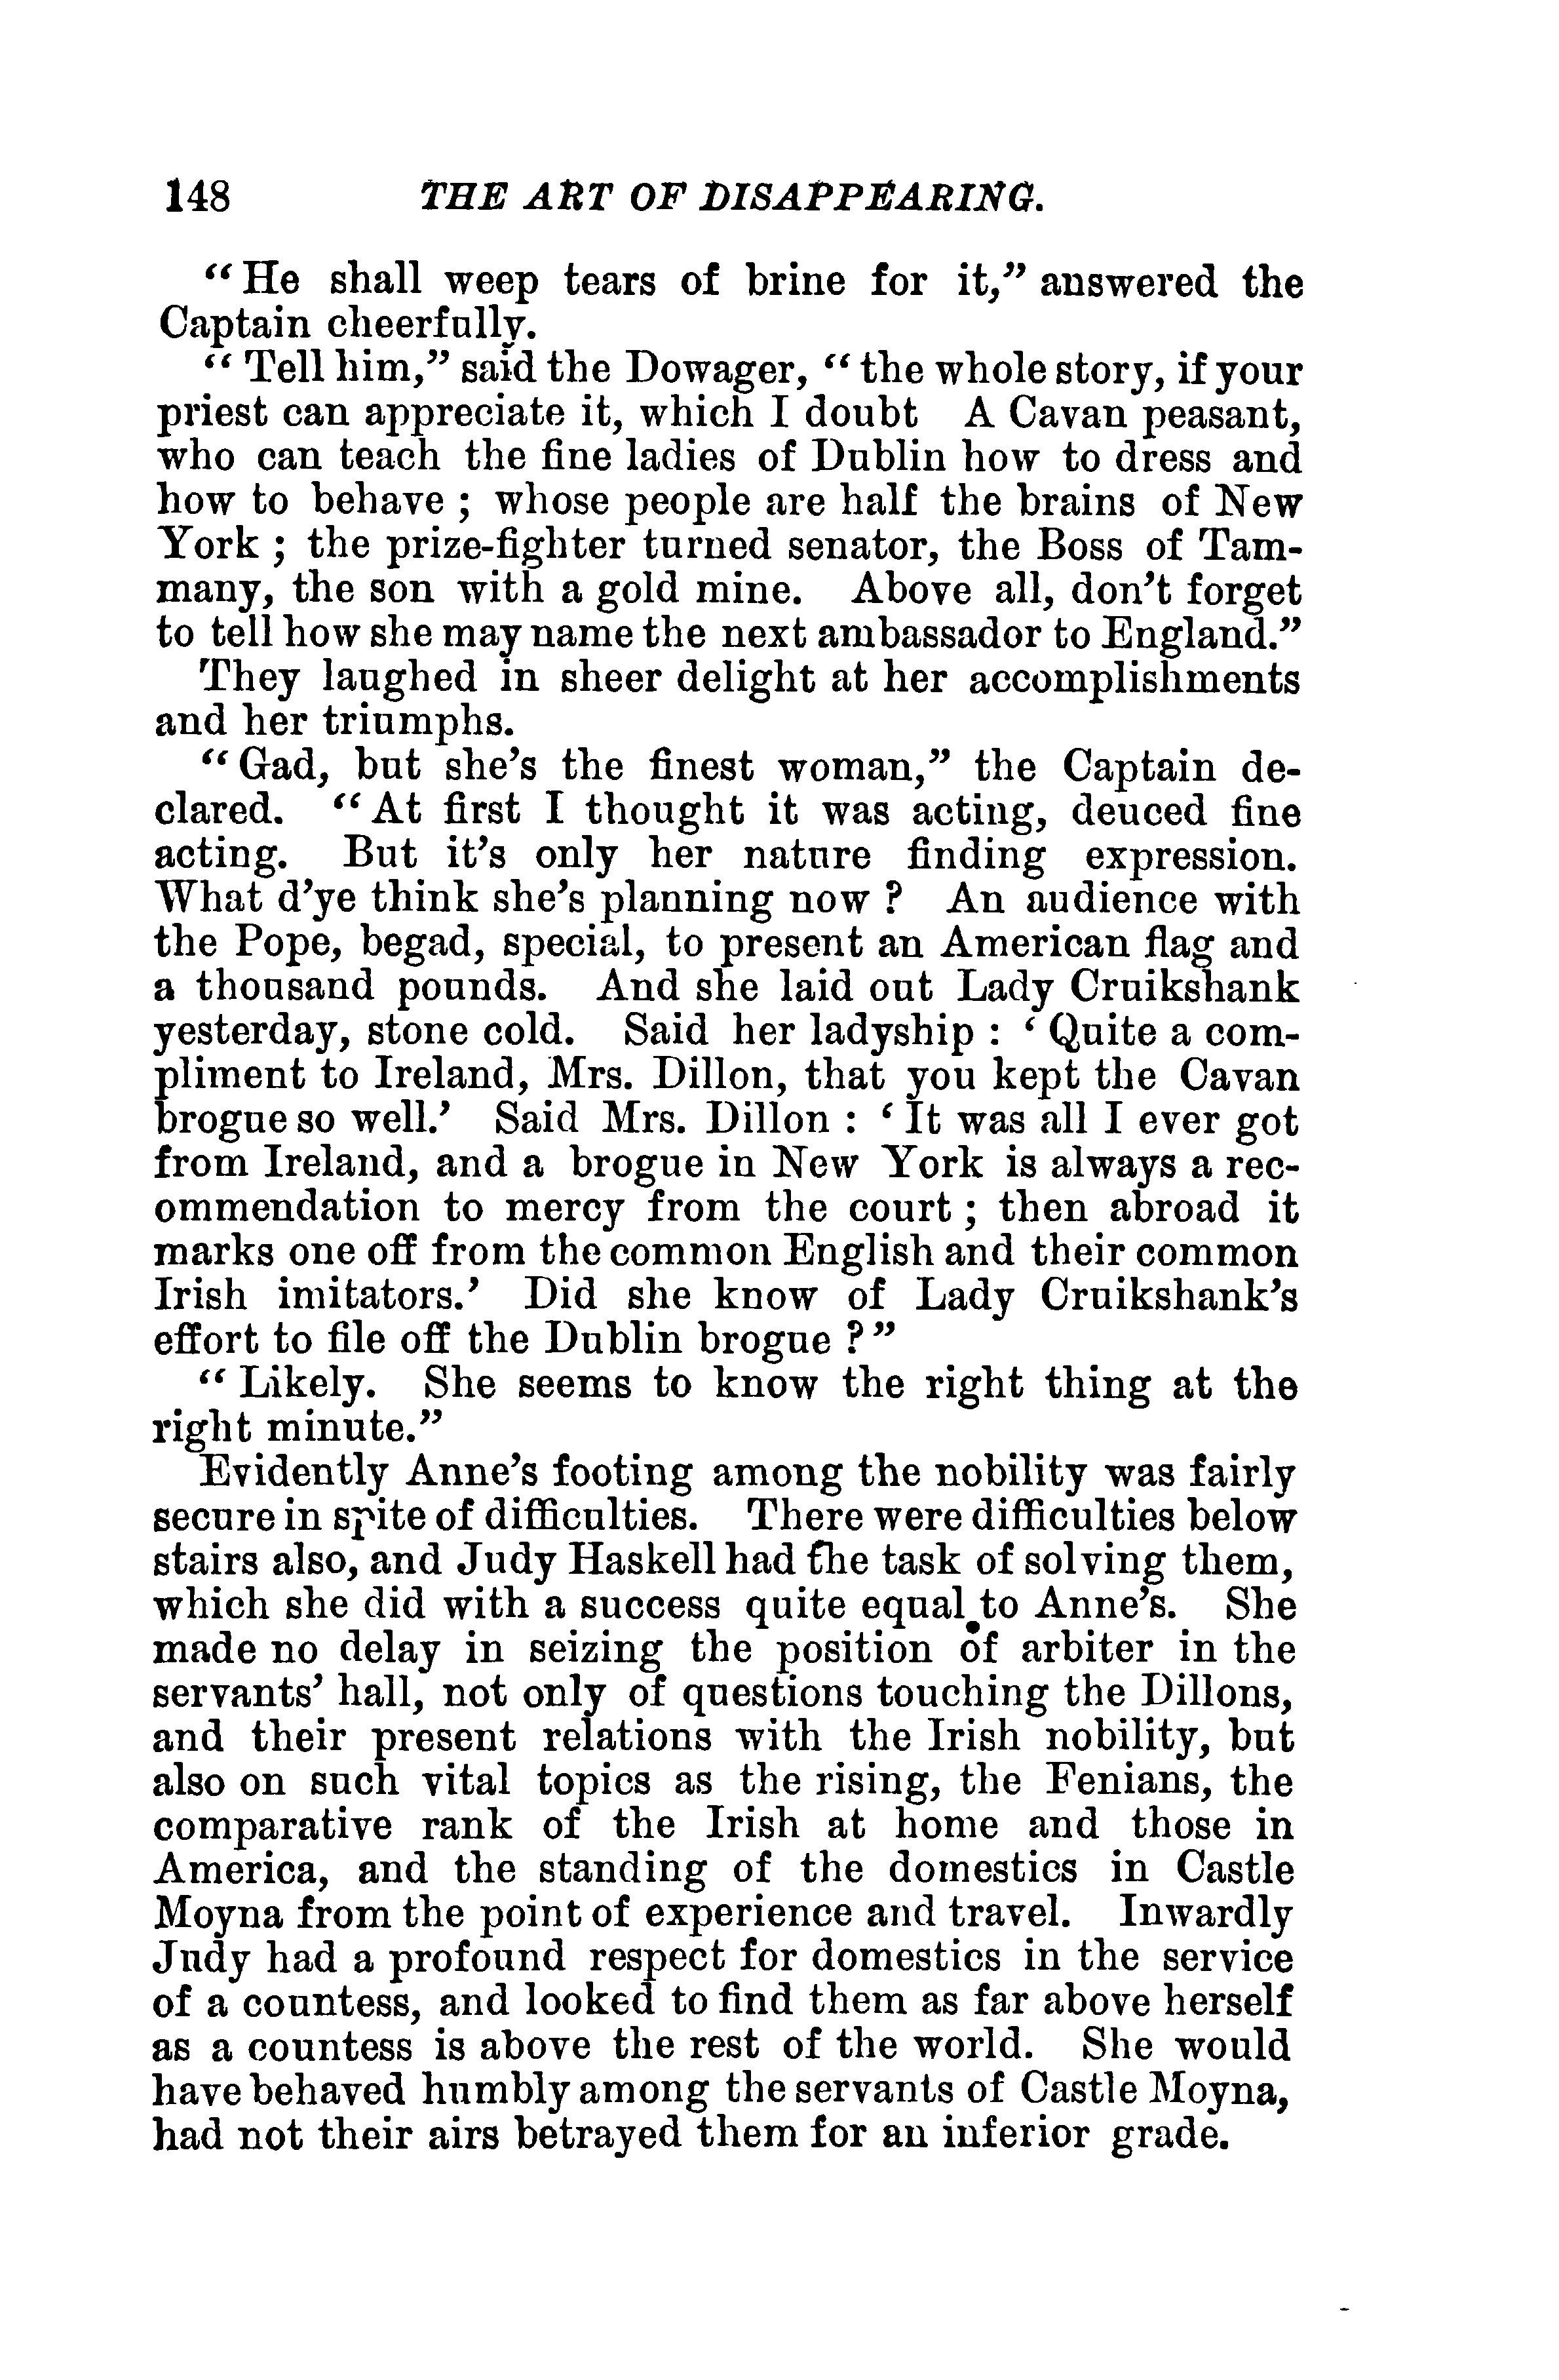 148 THE ART OF DISAPPEARING.
“He shall weep tears of brine for it,” answered the
Captain cheerfully.
“Tell him,” said the Dowager, “the whole story, if your
priest can appreciate it, which I doubt A Cavan peasant,
who can teach the fine ladies of Dublin how to dress and
how to behave ; whose people are half the brains of New
York ; the prize-fighter turned senator, the Boss of Tam-
many, the son with a gold mine. Above all, don’t forget
to tell how she may name the next ambassador to England.”
They laughed in sheer delight at her accomplishments
and her triumphs.
“Gad, but she’s the finest woman,” the Captain de-
clared. “At first I thought it was acting, deuced fine
acting. But it’s only her nature finding expression.
What d’ye think she’s planning now ? An audience with
the Pope, begad, special, to present an American flag and
a thousand pounds. And she laid out Lady Cruikshank
yesterday, stone cold. Said her ladyship : ‘Quite a com-
pliment to Ireland, Mrs. Dillon, that you kept the Cavan
brogue so well.’ Said Mrs. Dillon : ‘It was all I ever got
from Ireland, and a brogue in New York is always a rec-
ommendation to mercy from the court ; then abroad it
marks one off from the common English and their common
Irish imitators.’ Did she know of Lady Cruikshank’s
effort to file off the Dublin brogue ?”
“Likely. She seems to know the right thing at the
right minute.”
Evidently Anne’s footing among the nobility was fairly
secure in spite of difficulties. There were difficulties below
stairs also, and Judy Haskell had the task of solving them,
which she did with a success quite equal to Anne’s. She
made no delay in seizing the position of arbiter in the
servants’ hall, not only of questions touching the Dillons,
and their present relations with the Irish nobility, but
also on such vital topics as the rising, the Fenians, the
comparative rank of the Irish at home and those in
America, and the standing of the domestics in Castle
Moyna from the point of experience and travel. Inwardly
Judy had a profound respect for domestics in the service
of a countess, and looked to find them as far above herself
as a countess is above the rest of the world. She would
have behaved humbly among the servants of Castle Moyna,
had not their airs betrayed them for an inferior grade.